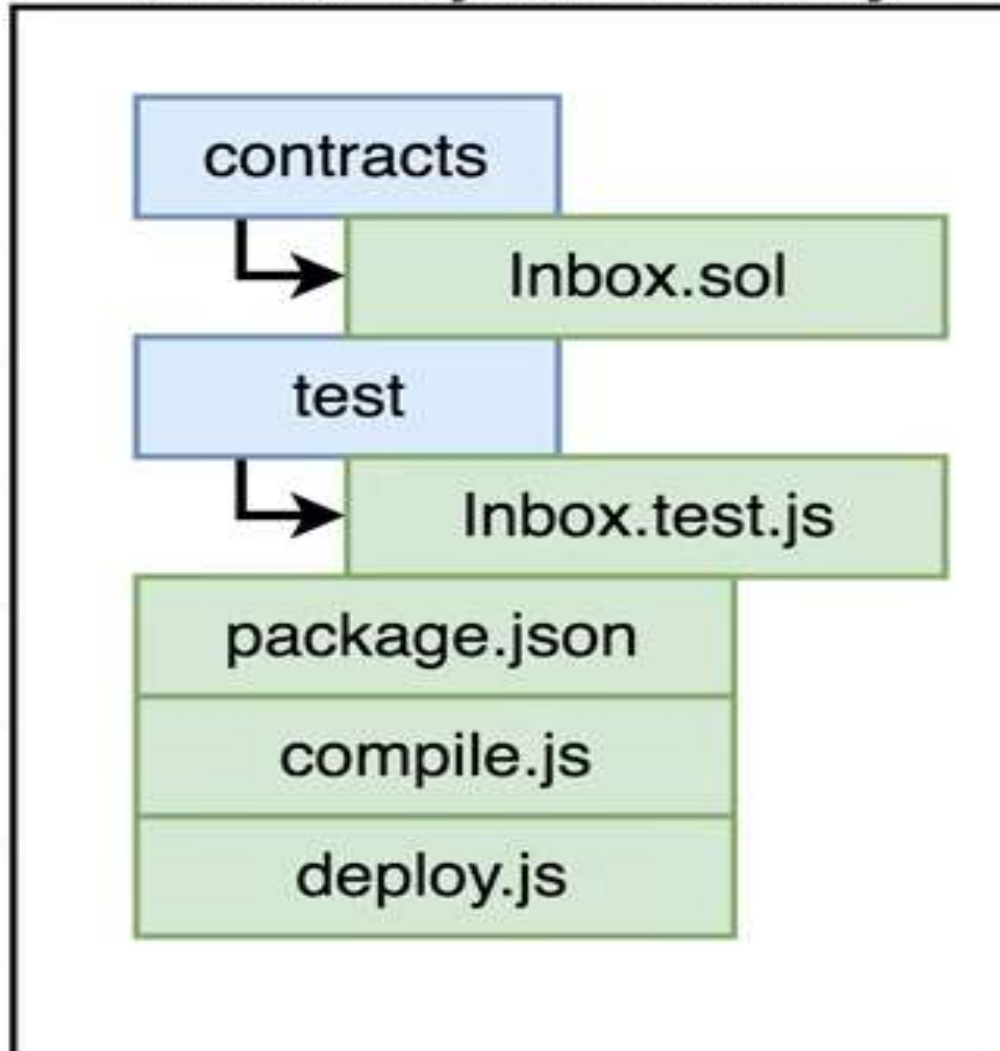 contracts
Inbox.sol
test
Inbox.test.js
package.json
compile.js
deploy.js